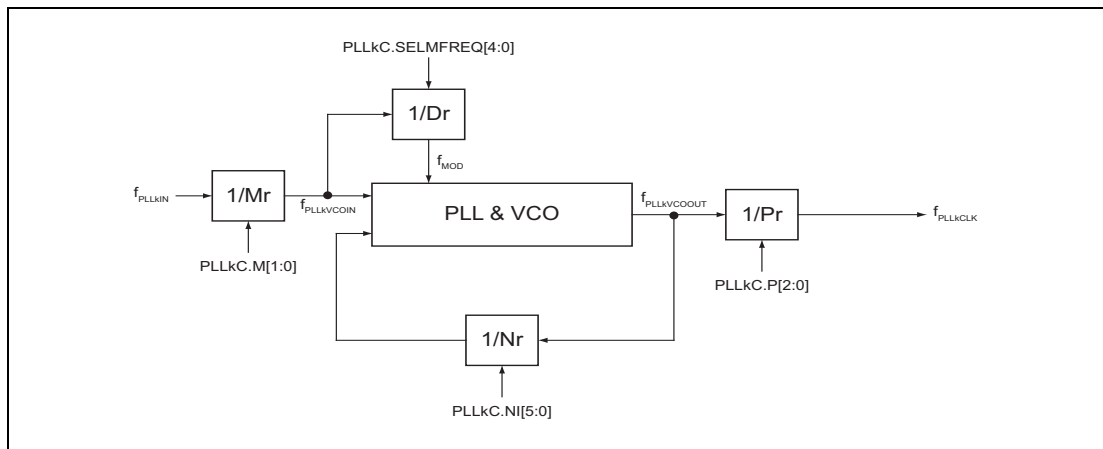 PLLkC.SELMFREQ[4:0]
1/Dr
fMOD
fPLLkIN
1/Mr
fPLLkVCOIN
PLL & VCO
fPLLkVCOOUT
1/Pr
fPLLkCLK
PLLkC.M[1:0]
PLLkC.P[2:0]
1/Nr
PLLkC.NI[5:0]